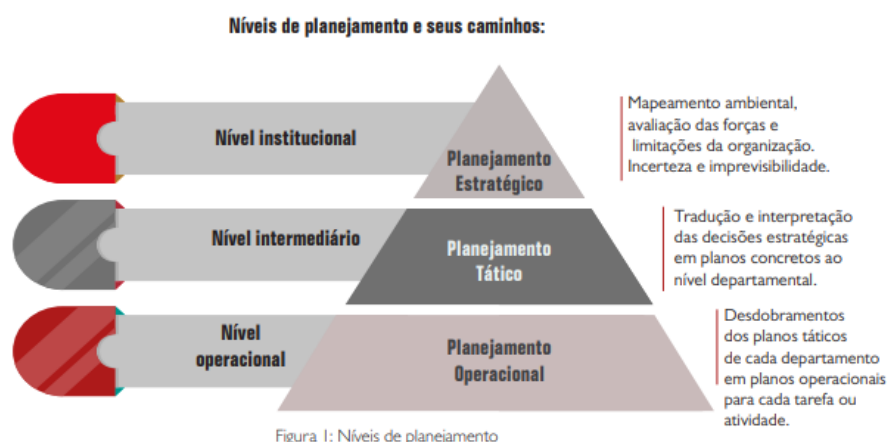 Níveis de planejamento e seus caminhos:
Nível institucional
Planejamento
Estratégico
Mapeamento ambiental,
avaliação das forças e
limitações da organização.
Incerteza e imprevisibilidade.
Nível intermediário
Planejamento
Tático
Tradução e interpretação
das decisões estratégicas
em planos concretos ao
nível departamental.
Nível
operacional
Planejamento
Operacional
Desdobramentos
dos planos táticos
de cada departamento
em planos operacionais
para cada tarefa ou
atividade.
Figura 1: Níveis de planejamento